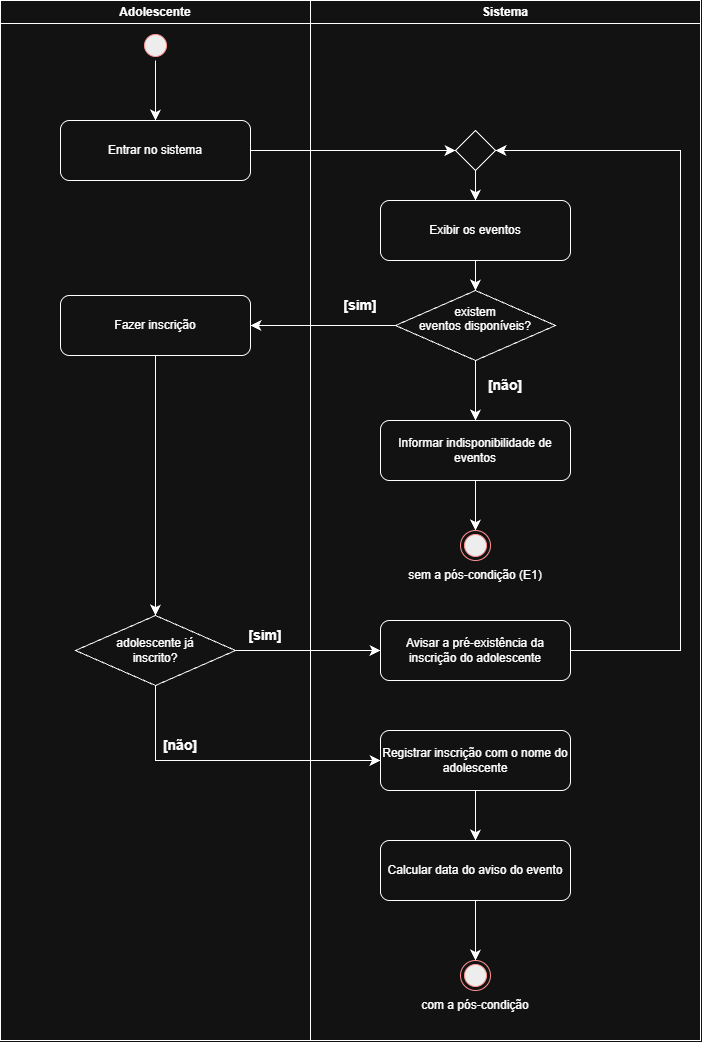 Adolescente
Sistema
Entrar no sistema
Exibir os eventos
[sim]
existem
eventos disponíveis?
Fazer inscrição
[não]
Informar indisponibilidade de
eventos
sem a pós-condição (E1)
adolescente já
inscrito?
[sim]
Avisar a pré-existência da
inscrição do adolescente
[não]
Registrar inscrição com o nome do
adolescente
Calcular data do aviso do evento
com a pós-condição